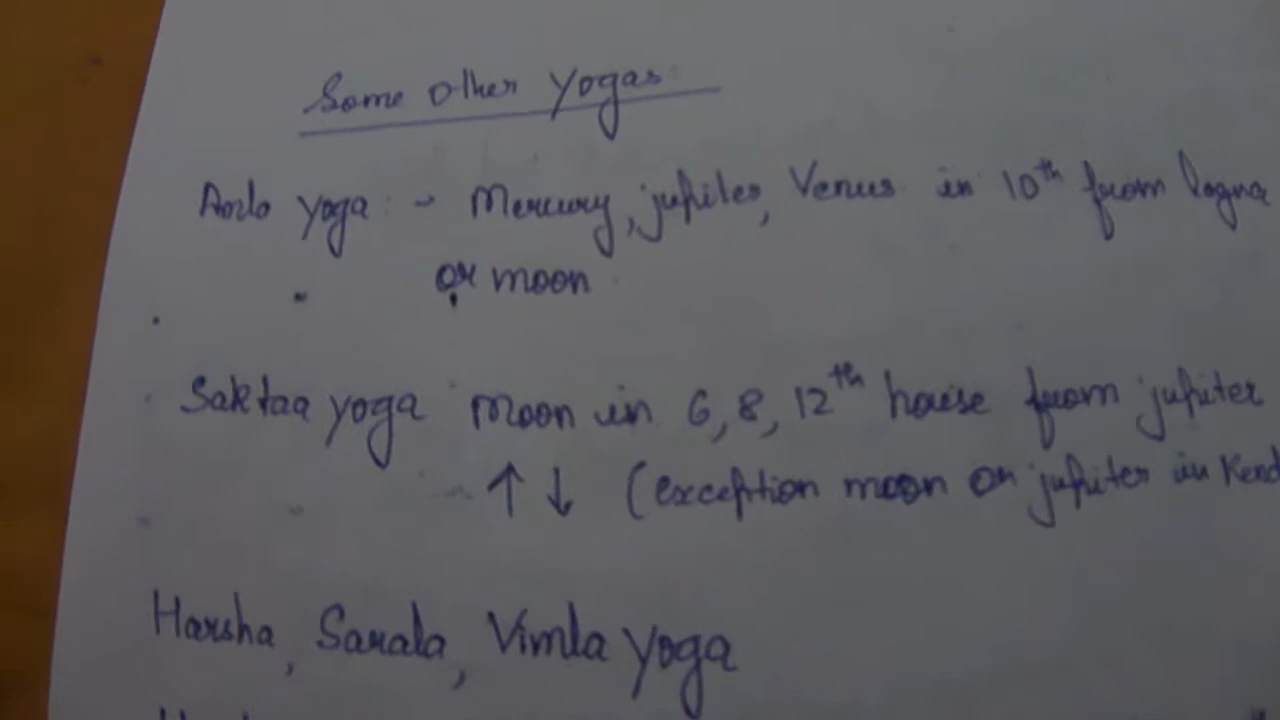 Some other yogas
yoga - Mercury, jupiter, Venus in 10th from lagna
or moon
Saktaa yoga moon in 6, 8, 12th house from jupiter
↑ ↓ (exception moon or jupiter in Kend
Harsha, Sarala, Vimla yoga